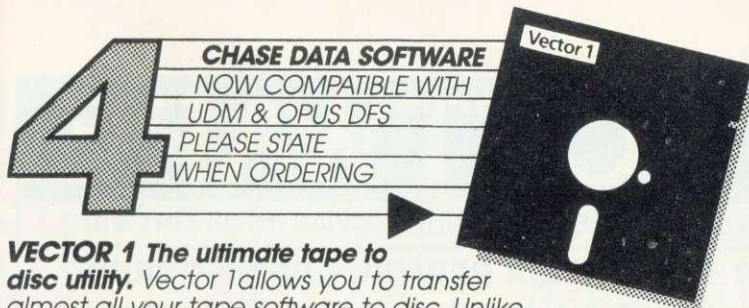 4
CHASE DATA SOFTWARE
NOW COMPATIBLE WITH
UDM & OPUS DFS
PLEASE STATE
WHEN ORDERING
Vector 1
VECTOR 1 The ultimate tape to
disc utility. Vector 1allows you to transfer
almost all your tape software to disc. Unlike